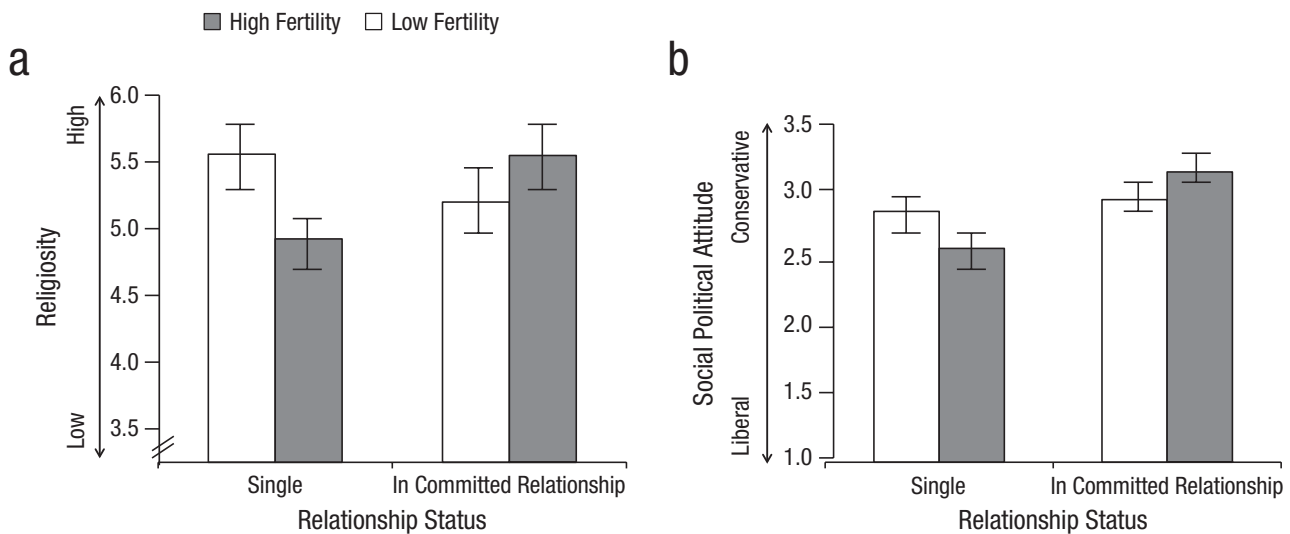 High Fertility Low Fertility
a
High
Low
Religiosity
6.0
5.5
5.0
4.5
4.0
3.5
Single In Committed Relationship
Relationship Status
b
Conservative
Liberal
Social Political Attitude
3.5
3.0
2.5
2.0
1.5
1.0
Single In Committed Relationship
Relationship Status